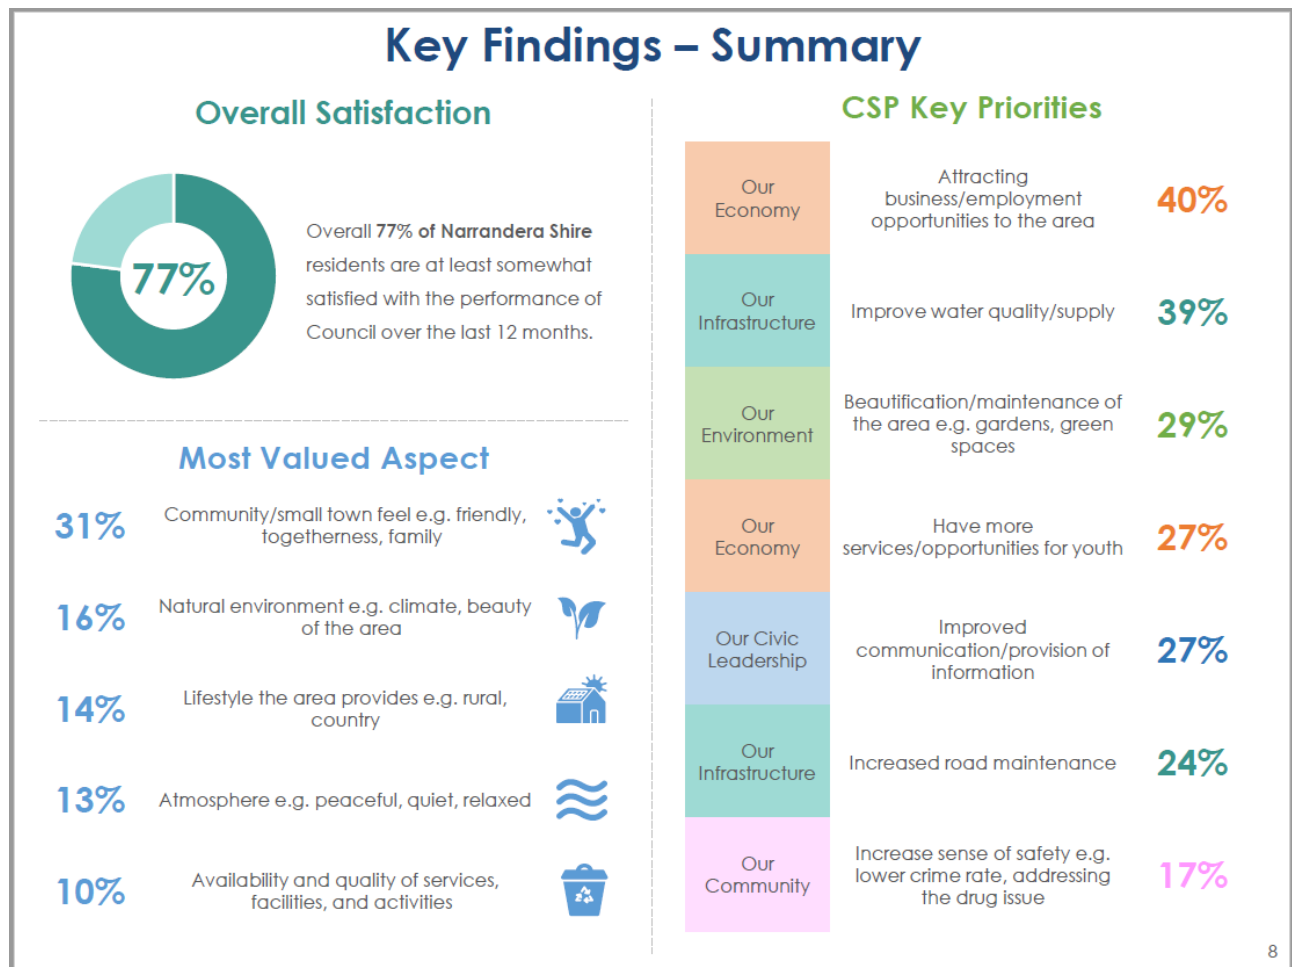 Key Findings – Summary
Overall Satisfaction
77%
Overall 77% of Narrandera Shire
residents are at least somewhat
satisfied with the performance of
Council over the last 12 months.
Most Valued Aspect
31%
Community/small town feel e.g. friendly,
togetherness, family
16%
Natural environment e.g. climate, beauty
of the area
14%
Lifestyle the area provides e.g. rural,
country
13%
Atmosphere e.g. peaceful, quiet, relaxed
10%
Availability and quality of services,
facilities, and activities
CSP Key Priorities
Our
Economy
Attracting
business/employment
opportunities to the area
40%
Our
Infrastructure
Improve water quality/supply
39%
Our
Environment
Beautification/maintenance of
the area e.g. gardens, green
spaces
29%
Our
Economy
Have more
services/opportunities for youth
27%
Our Civic
Leadership
Improved
communication/provision of
information
27%
Our
Infrastructure
Increased road maintenance
24%
Our
Community
Increase sense of safety e.g.
lower crime rate, addressing
the drug issue
17%
8